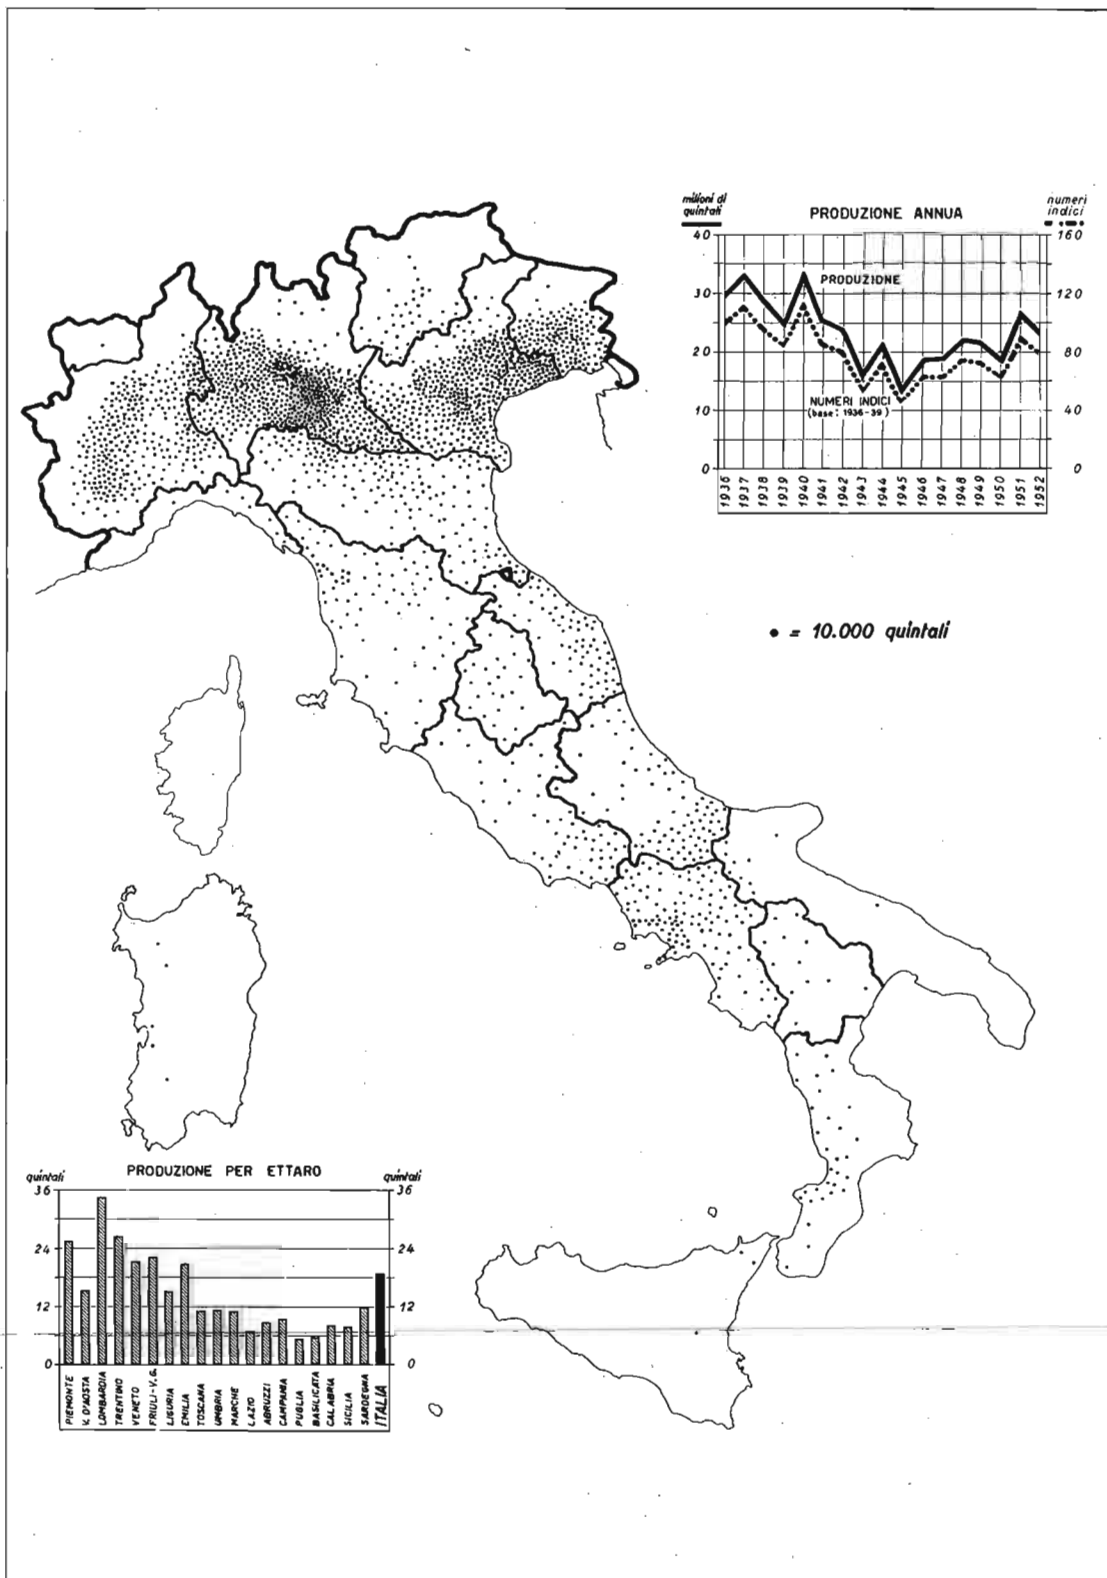 milioni di
quintali
PRODUZIONE ANNUA
numeri
indici
40
160
PRODUZIONE
30
120
20
80
NUMERI INDICI
(base: 1936-39)
10
40
0
0
1936
1937
1938
1939
1940
1941
1942
1943
1944
1945
1946
1947
1948
1949
1950
1951
1952
• = 10.000 quintali
quintali
PRODUZIONE PER ETTARO
quintali
36
36
24
24
12
12
0
0
PIEMONTE
V. D'AOSTA
LOMBARDIA
TRENTINO
VENETO
FRIULI-V.G.
LIGURIA
EMILIA
TOSCANA
UMBRIA
MARCHE
LAZIO
ABRUZZI
CAMPANIA
PUGLIA
BASILICATA
CALABRIA
SICILIA
SARDEGNA
ITALIA